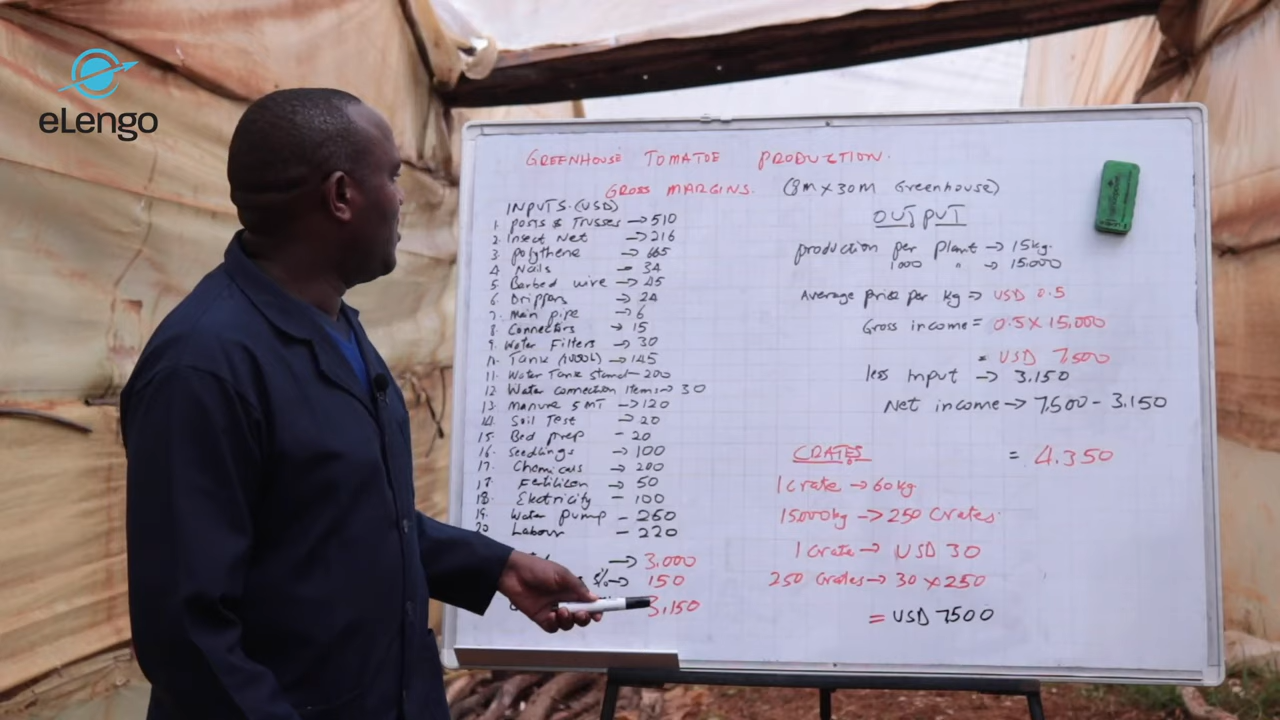 eLengo
GREENHOUSE TOMATOE PRODUCTION.
GROSS MARGINS. (8M X 30M Greenhouse)
INPUTS.(USD)
1. Posts & Trusses → 510
2. Insect Net → 216
3. Polythene → 665
4. Nails - 34
5. Barbed wire → 45
6. Drippers → 24
7. Main pipe → 6
8. Connectors → 15
9. Water Filters → 30
10. Tank (1000L) → 145
11. Water Tank stand - 200
12. Water connection Items → 30
13. Manure 5MT → 120
14. Soil Test → 20
15. Bed prep - 20
16. Seedlings → 100
17. Chemicals → 200
17. Fertilicon → 50
18. Electricity - 100
19. Water pump - 250
20 Labour - 220
→ 3.000
5% → 150
3,150
OUTPUT
production per plant → 15kg.
1000 " → 15.000
Average price per kg → USD 0.5
Gross income = 0.5 X 15,000
= USD 7,500
less Input → 3.150
Net income → 7,500 - 3.150
= 4.350
CRATES
1 Crate → 60kg.
15.000kg → 250 Crates.
1 Crate → USD 30
250 Crates → 30 X 250
= USD 7500